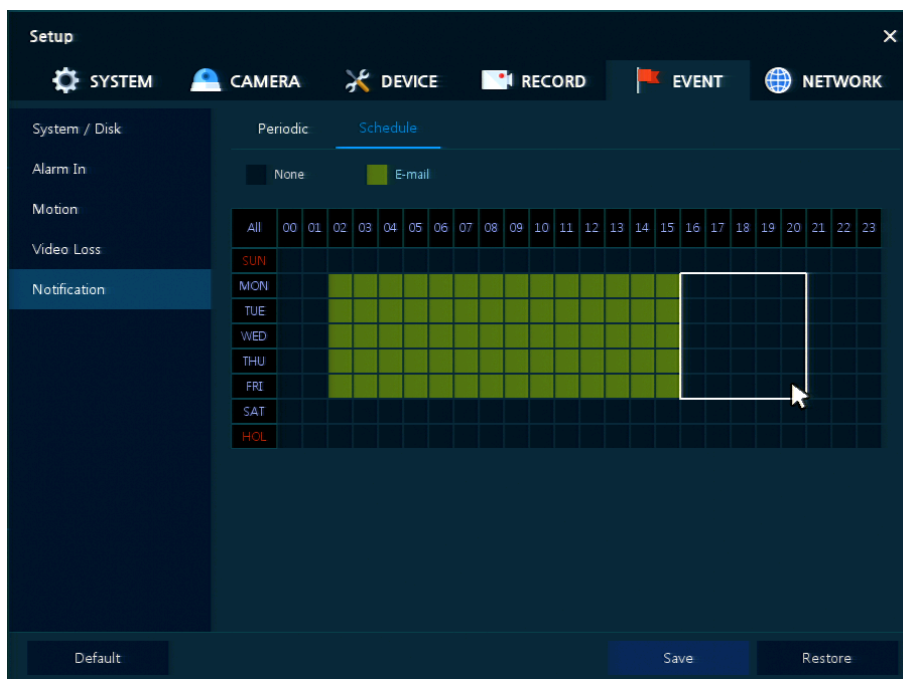 Setup
SYSTEM CAMERA DEVICE RECORD EVENT NETWORK
System / Disk
Alarm In
Motion
Video Loss
Notification
Periodic Schedule
None E-mail
All 00 01 02 03 04 05 06 07 08 09 10 11 12 13 14 15 16 17 18 19 20 21 22 23
SUN
MON
TUE
WED
THU
FRI
SAT
HOL
Default Save Restore